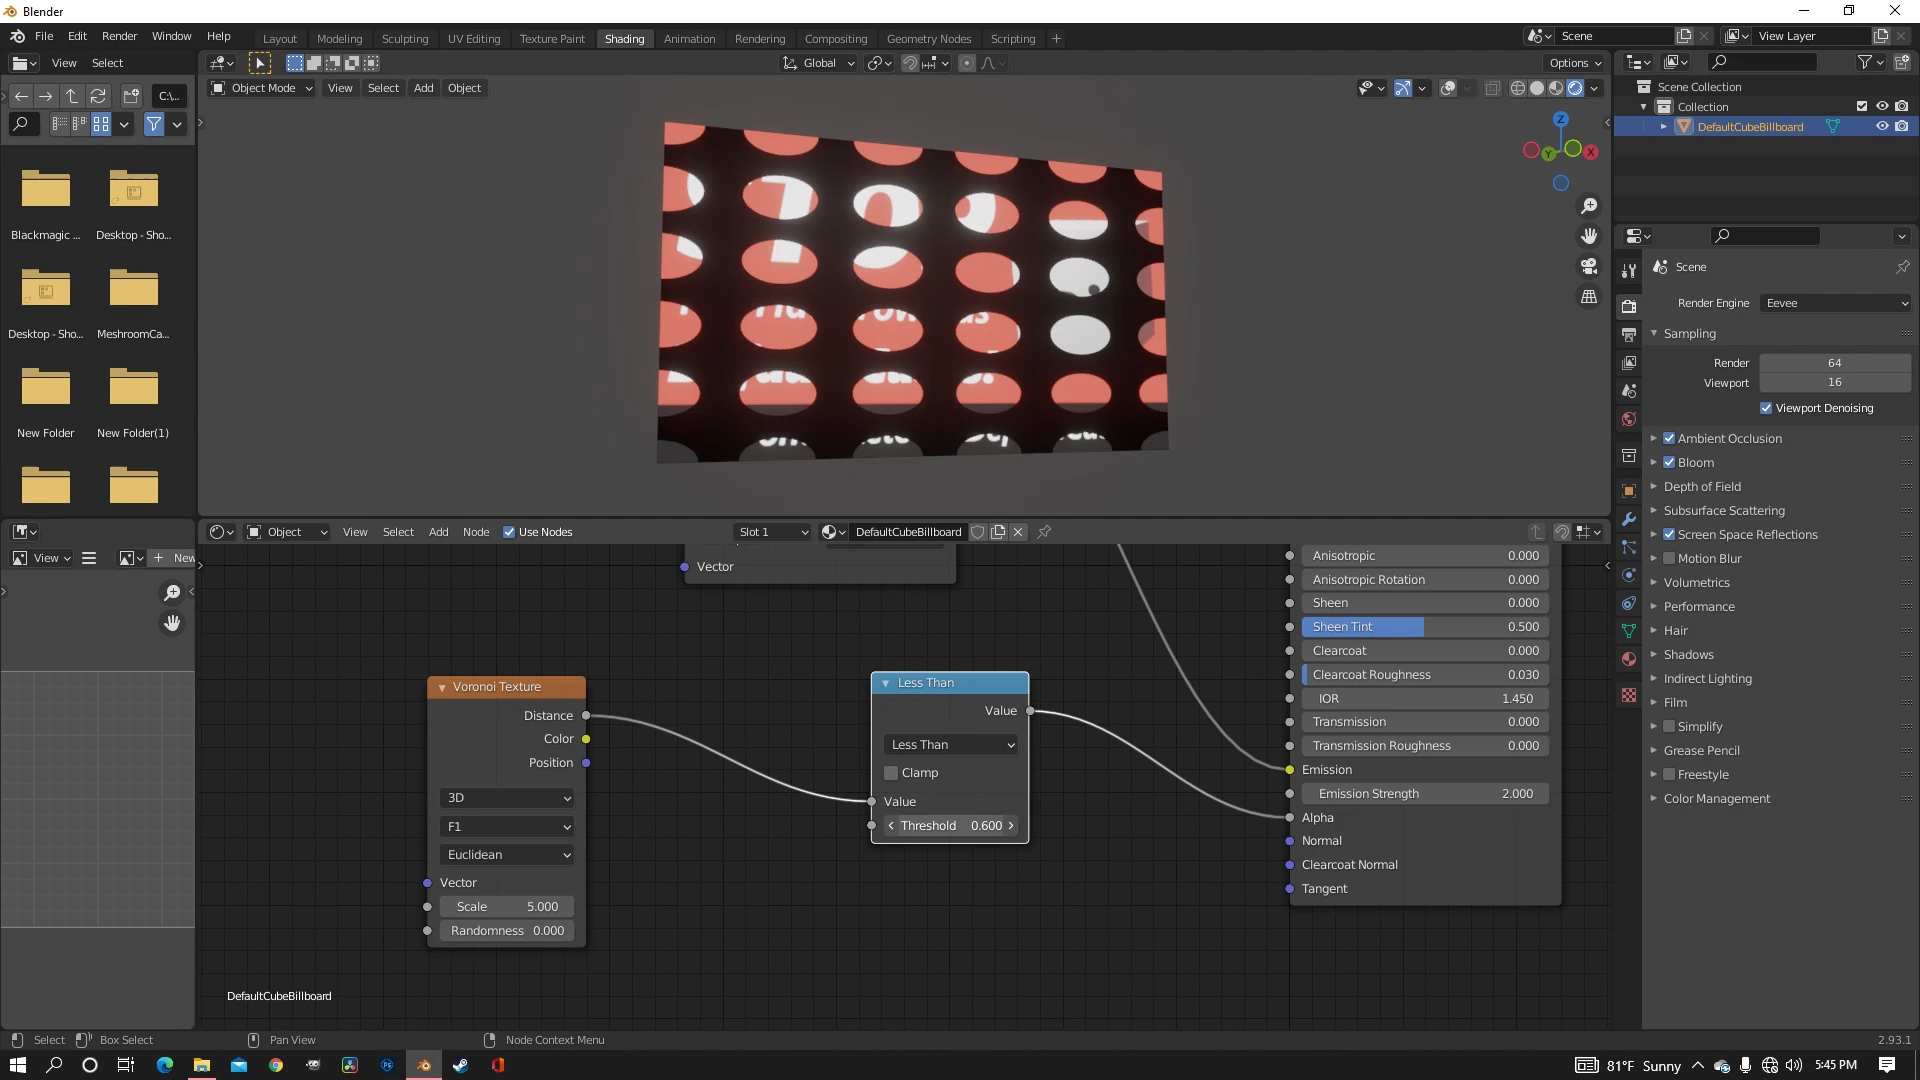 Blender
File Edit Render Window Help
Layout Modeling Sculpting UV Editing Texture Paint Shading Animation Rendering Compositing Geometry Nodes Scripting +
Scene
View Layer
View Select
Global
Options
C:\..
Object Mode View Select Add Object
Scene Collection
Collection
DefaultCubeBillboard
Z
Y
X
Blackmagic ...
Desktop - Sho...
Desktop - Sho...
MeshroomCa...
New Folder
New Folder(1)
Scene
Render Engine Eevee
Sampling
Render 64
Viewport 16
Viewport Denoising
Ambient Occlusion
Bloom
Depth of Field
Subsurface Scattering
Screen Space Reflections
Motion Blur
Volumetrics
Performance
Hair
Shadows
Indirect Lighting
Film
Simplify
Grease Pencil
Freestyle
Color Management
View
+ New
Object View Select Add Node Use Nodes
Slot 1
DefaultCubeBillboard
Vector
Voronoi Texture
Distance
Color
Position
3D
F1
Euclidean
Vector
Scale 5.000
Randomness 0.000
Less Than
Value
Less Than
Clamp
Value
Threshold 0.600
Anisotropic 0.000
Anisotropic Rotation 0.000
Sheen 0.000
Sheen Tint 0.500
Clearcoat 0.000
Clearcoat Roughness 0.030
IOR 1.450
Transmission 0.000
Transmission Roughness 0.000
Emission
Emission Strength 2.000
Alpha
Normal
Clearcoat Normal
Tangent
DefaultCubeBillboard
Select
Box Select
Pan View
Node Context Menu
2.93.1
81°F Sunny
5:45 PM